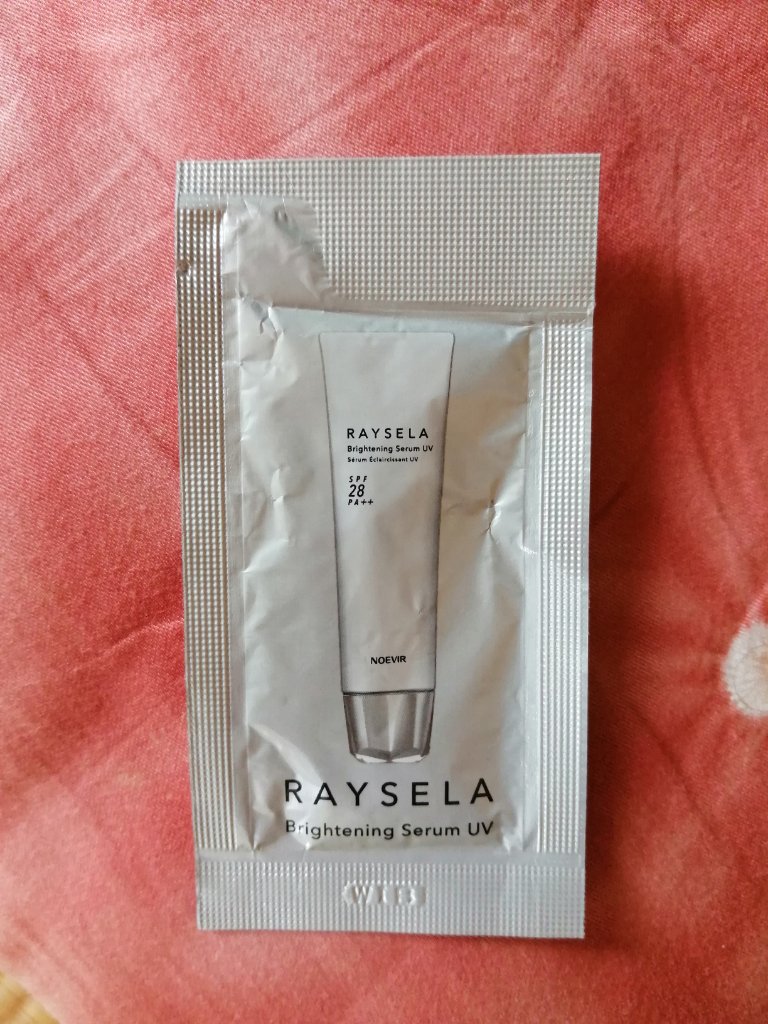 RAYSELA
Brightening Serum UV
Sérum Éclaircissant UV
SPF
28
PA++
NOEVIR
RAYSELA
Brightening Serum UV